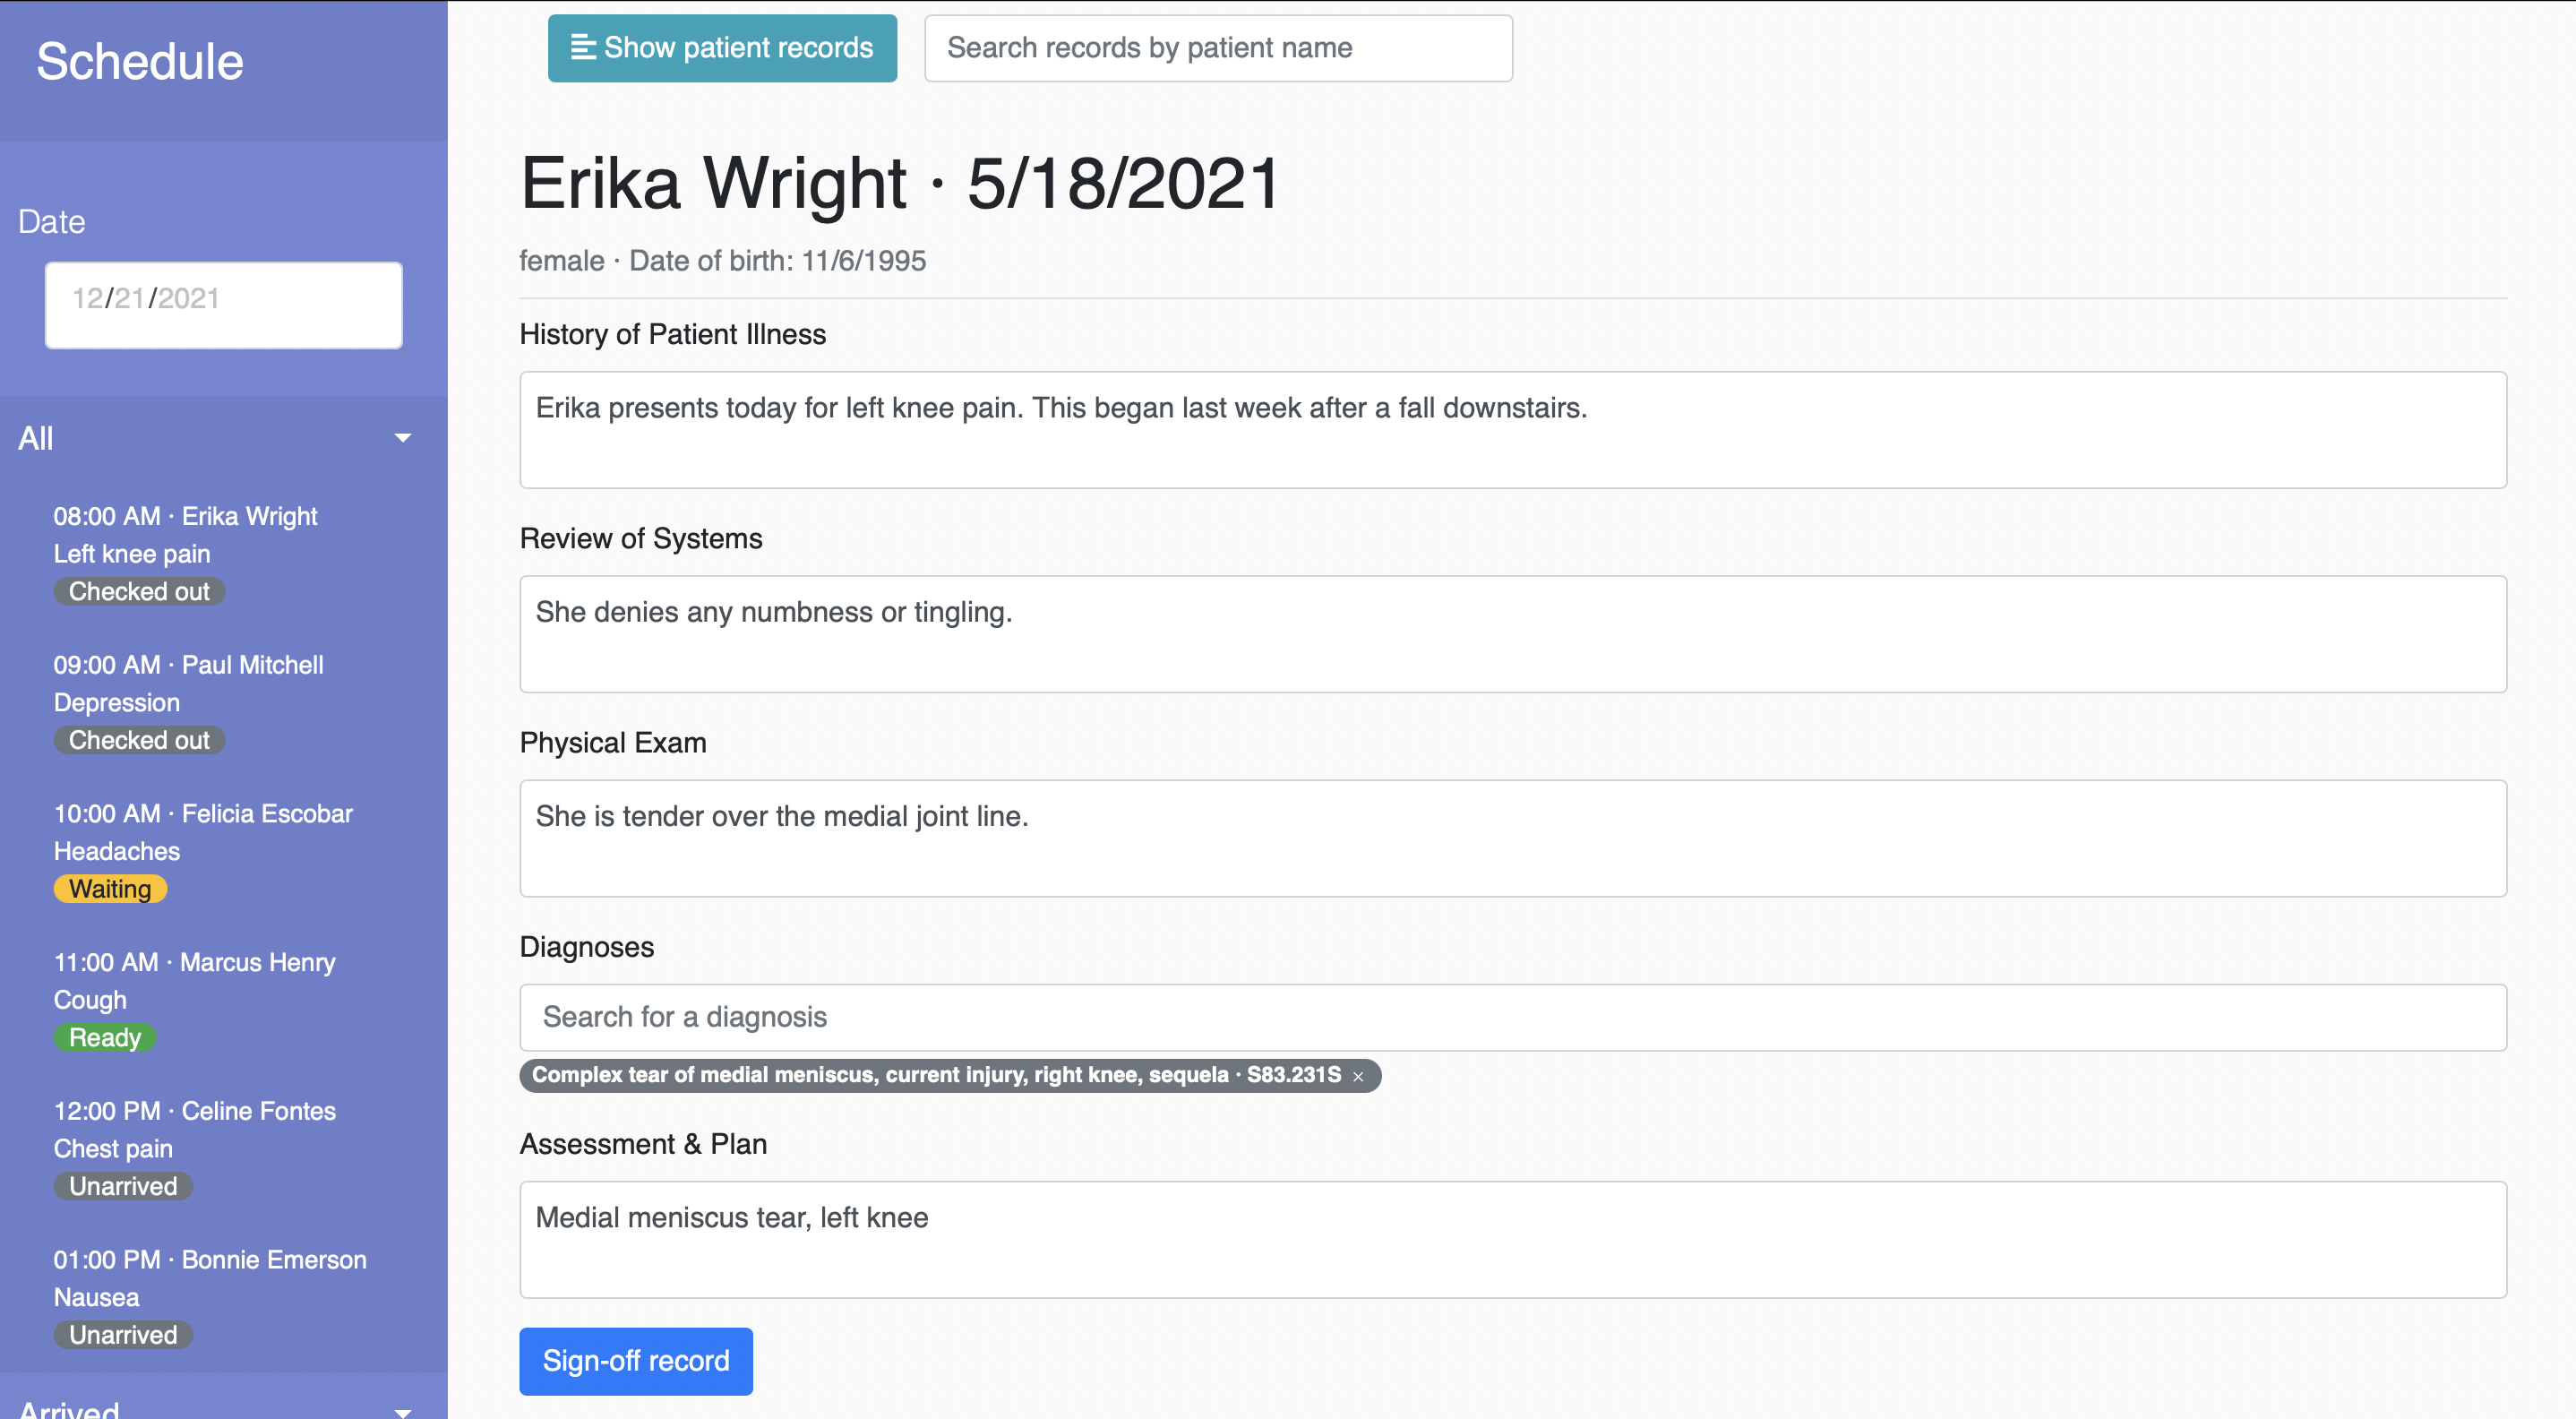 Schedule
Date
12/21/2021
All
08:00 AM · Erika Wright
Left knee pain
Checked out
09:00 AM · Paul Mitchell
Depression
Checked out
10:00 AM · Felicia Escobar
Headaches
Waiting
11:00 AM · Marcus Henry
Cough
Ready
12:00 PM · Celine Fontes
Chest pain
Unarrived
01:00 PM · Bonnie Emerson
Nausea
Unarrived
Arrived
Show patient records
Search records by patient name
Erika Wright · 5/18/2021
female · Date of birth: 11/6/1995
History of Patient Illness
Erika presents today for left knee pain. This began last week after a fall downstairs.
Review of Systems
She denies any numbness or tingling.
Physical Exam
She is tender over the medial joint line.
Diagnoses
Search for a diagnosis
Complex tear of medial meniscus, current injury, right knee, sequela · S83.231S ×
Assessment & Plan
Medial meniscus tear, left knee
Sign-off record